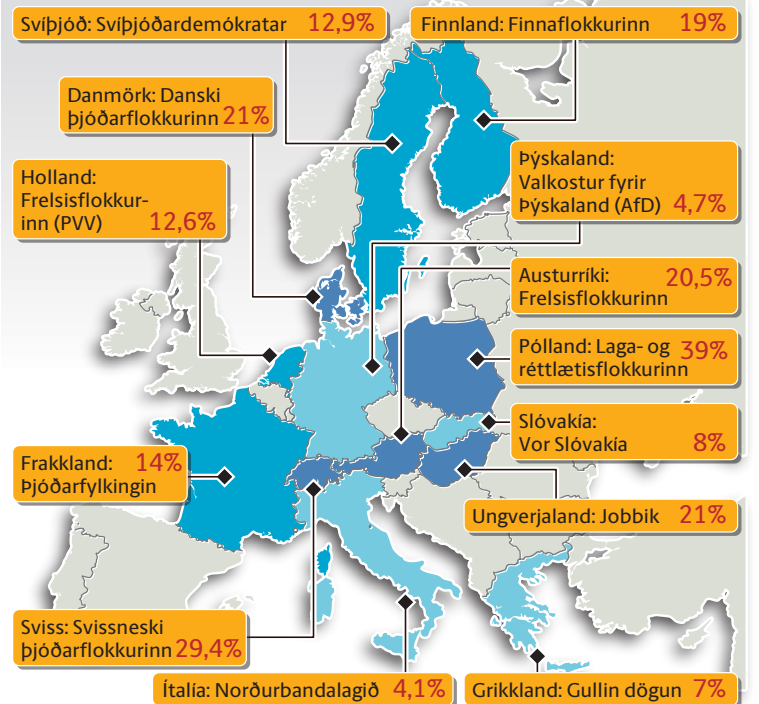 Svíþjóð: Svíþjóðardemókratar 12,9%
Finnland: Finnaflokkurinn 19%
Danmörk: Danski
þjóðarflokkurinn 21%
Þýskaland:
Valkostur fyrir
Þýskaland (AfD) 4,7%
Holland:
Frelsisflokkur-
inn (PVV) 12,6%
Austurríki: 20,5%
Frelsisflokkurinn
Pólland: Laga- og 39%
réttlætisflokkurinn
Slóvakía:
Vor Slóvakía 8%
Frakkland: 14%
Þjóðarfylkingin
Ungverjaland: Jobbik 21%
Sviss: Svissneski
þjóðarflokkurinn 29,4%
Ítalía: Norðurbandalagið 4,1%
Grikkland: Gullin dögun 7%